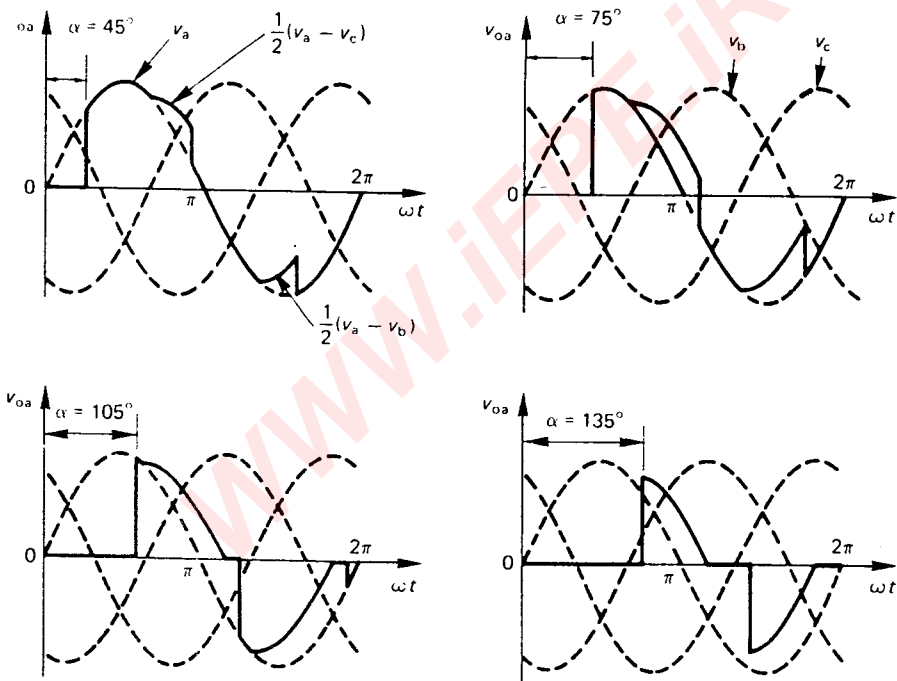 oa α = 45° v_a 1/2(v_a − v_c)
0 π 2π
ωt
1/2(v_a − v_b)
v_oa α = 75° v_b v_c
0 π 2π
ωt
v_oa α = 105°
0 π 2π
ωt
v_oa α = 135°
0 π 2π
ωt
www.iEPE.iR